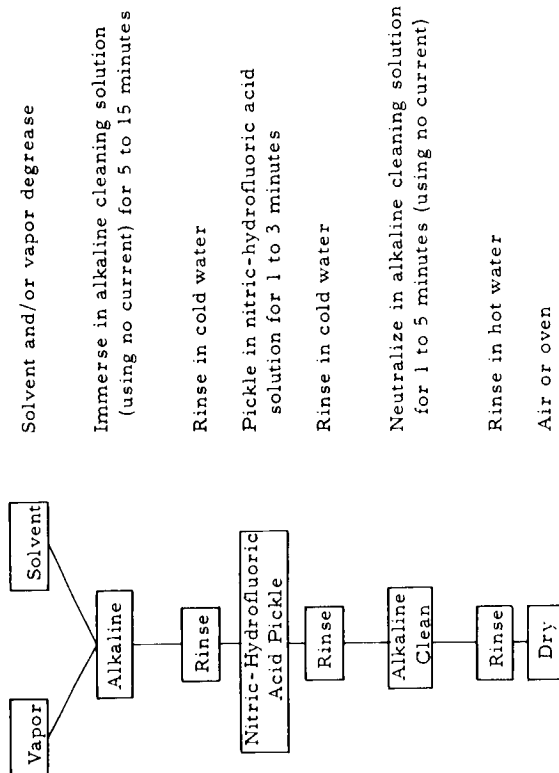 Vapor
Solvent
Solvent and/or vapor degrease
Alkaline
Immerse in alkaline cleaning solution
(using no current) for 5 to 15 minutes
Rinse
Rinse in cold water
Nitric-Hydrofluoric
Acid Pickle
Pickle in nitric-hydrofluoric acid
solution for 1 to 3 minutes
Rinse
Rinse in cold water
Alkaline
Clean
Neutralize in alkaline cleaning solution
for 1 to 5 minutes (using no current)
Rinse
Rinse in hot water
Dry
Air or oven